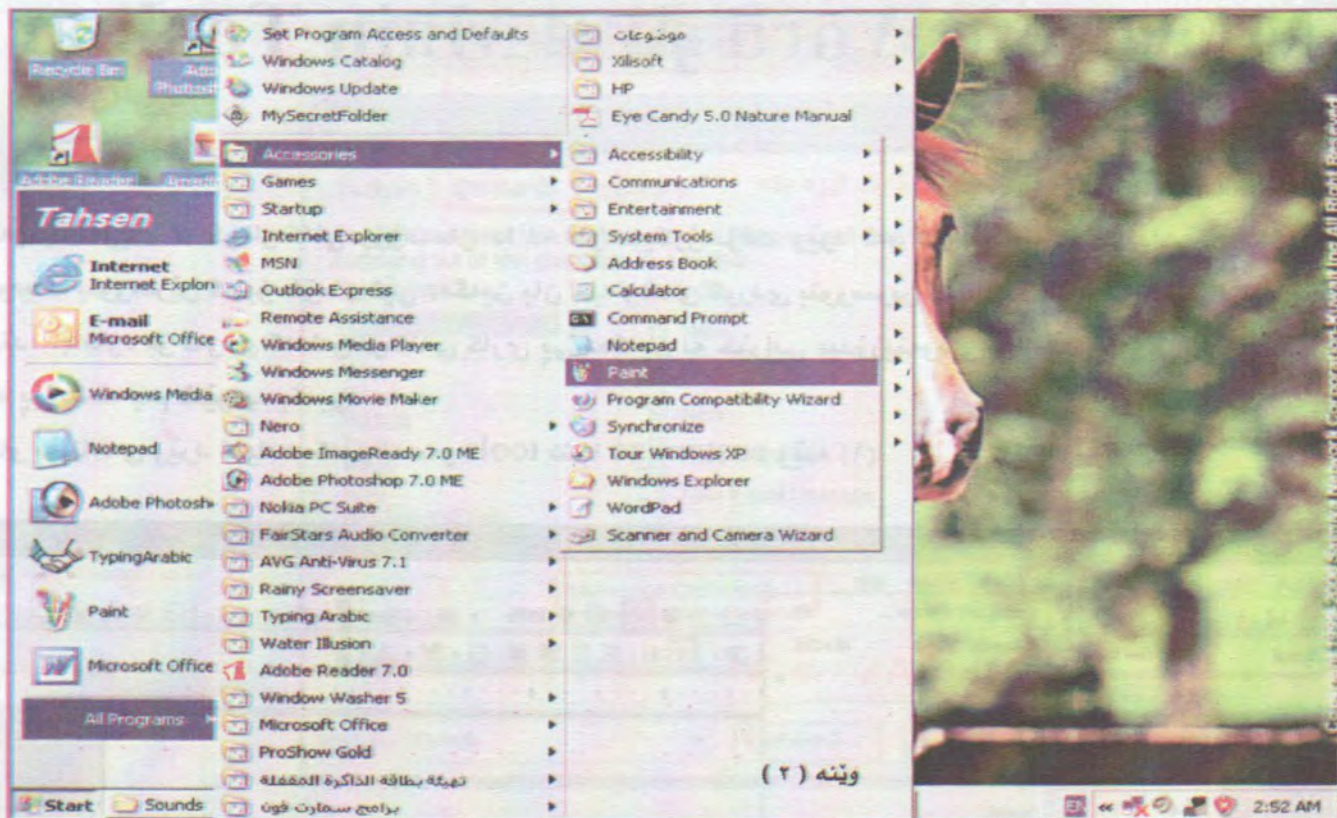 Recycle Bin
Adobe Reader
Tahsen
Internet
Internet Explor
E-mail
Microsoft Office
Windows Media
Notepad
Adobe Photosh
TypingArabic
Paint
Microsoft Office
All Programs
Start
Sounds
Set Program Access and Defaults
Windows Catalog
Windows Update
MySecretFolder
Accessories
Games
Startup
Internet Explorer
MSN
Outlook Express
Remote Assistance
Windows Media Player
Windows Messenger
Windows Movie Maker
Nero
Adobe ImageReady 7.0 ME
Adobe Photoshop 7.0 ME
Nokia PC Suite
FairStars Audio Converter
AVG Anti-Virus 7.1
Rainy Screensaver
Typing Arabic
Water Illusion
Adobe Reader 7.0
Window Washer 5
Microsoft Office
ProShow Gold
تهيئة بطاقة الذاكرة المقفلة
برامج سمارت فون
موضوعات
Xilisoft
HP
Eye Candy 5.0 Nature Manual
Accessibility
Communications
Entertainment
System Tools
Address Book
Calculator
Command Prompt
Notepad
Paint
Program Compatibility Wizard
Synchronize
Tour Windows XP
Windows Explorer
WordPad
Scanner and Camera Wizard
وێنه ( ٢ )
EN
2:52 AM